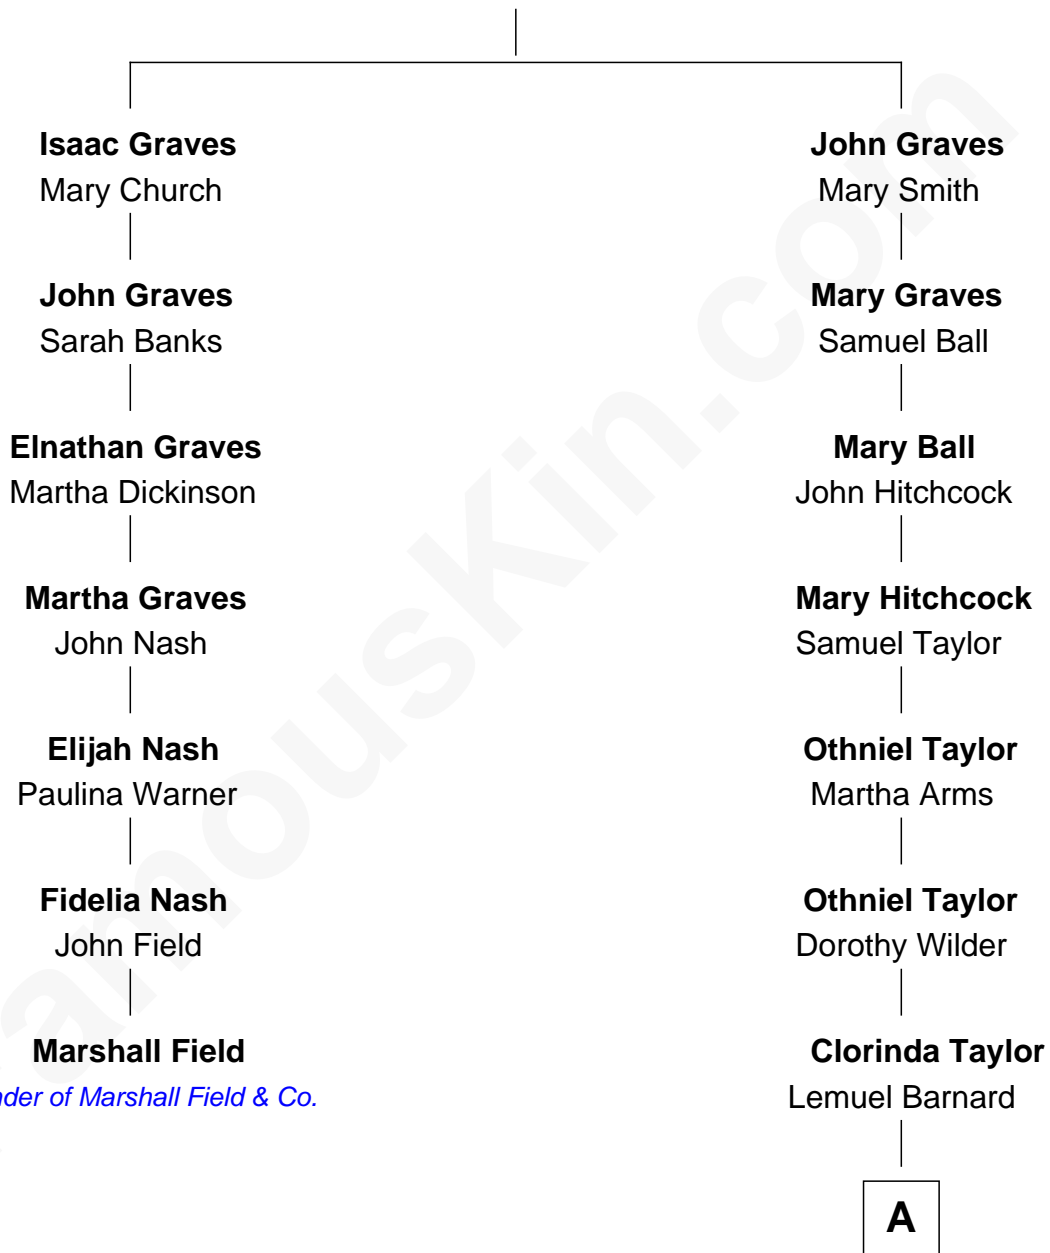 Isaac Graves
Mary Church
John Graves
Sarah Banks
Elnathan Graves
Martha Dickinson
Martha Graves
John Nash
Elijah Nash
Paulina Warner
Fidelia Nash
John Field
Marshall Field
nder of Marshall Field & Co.
John Graves
Mary Smith
Mary Graves
Samuel Ball
Mary Ball
John Hitchcock
Mary Hitchcock
Samuel Taylor
Othniel Taylor
Martha Arms
Othniel Taylor
Dorothy Wilder
Clorinda Taylor
Lemuel Barnard
A
amousKin.com